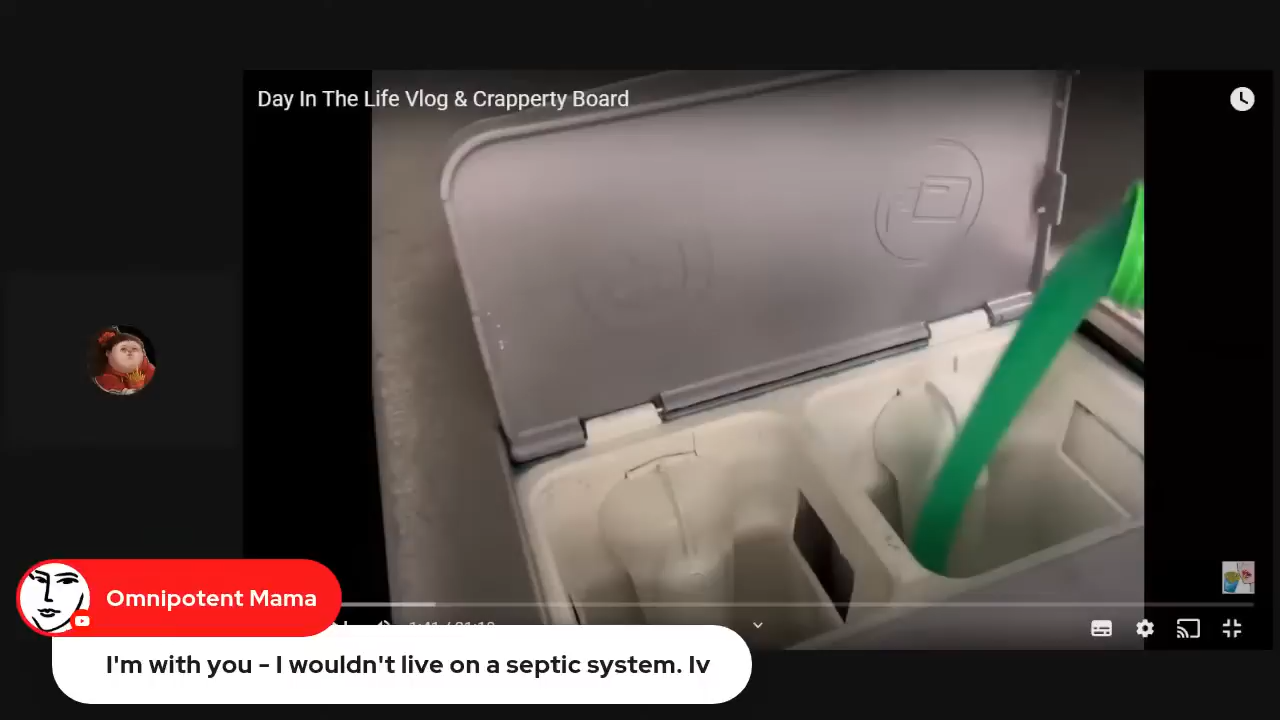 Day In The Life Vlog & Crapperty Board
Omnipotent Mama
I'm with you - I wouldn't live on a septic system. Iv